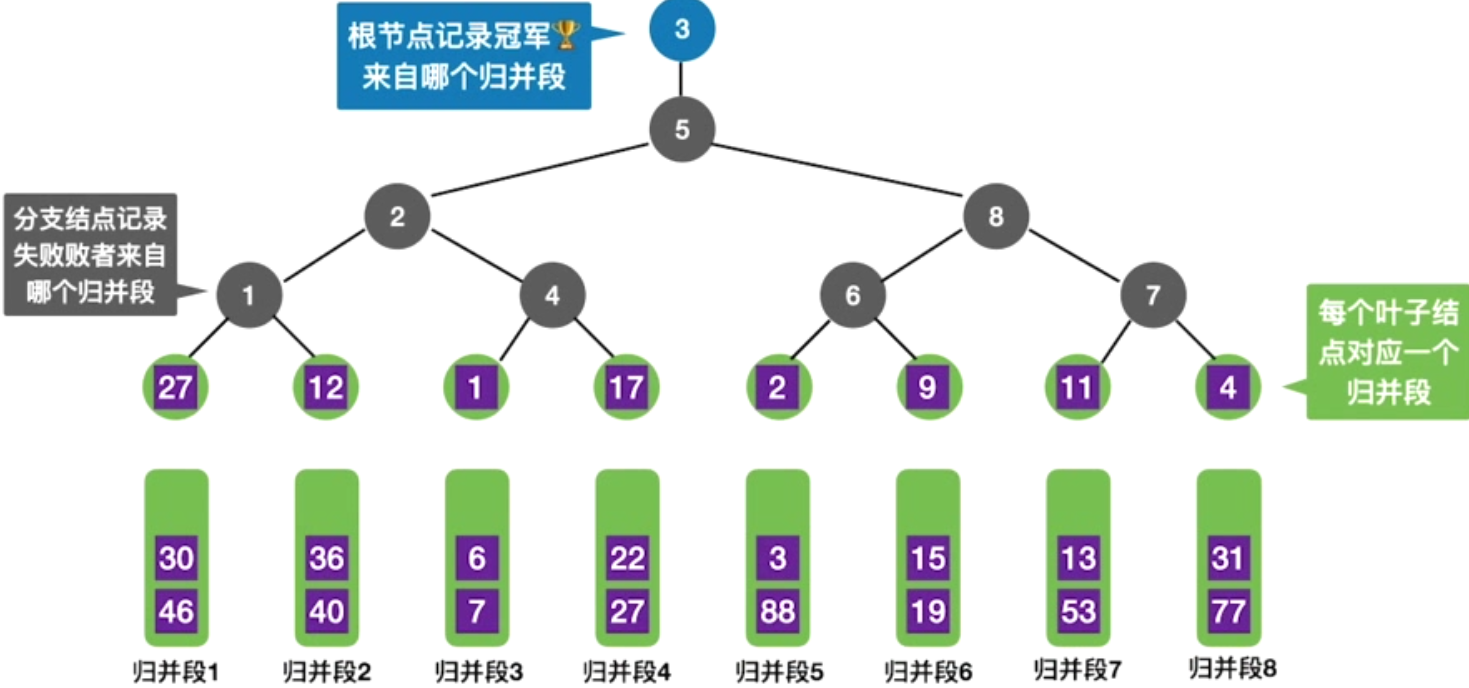 根节点记录冠军🏆
来自哪个归并段
3
5
分支结点记录
失败败者来自
哪个归并段
2
8
1
4
6
7
每个叶子结
点对应一个
归并段
27 12 1 17 2 9 11 4
30 36 6 22 3 15 13 31
46 40 7 27 88 19 53 77
归并段1 归并段2 归并段3 归并段4 归并段5 归并段6 归并段7 归并段8